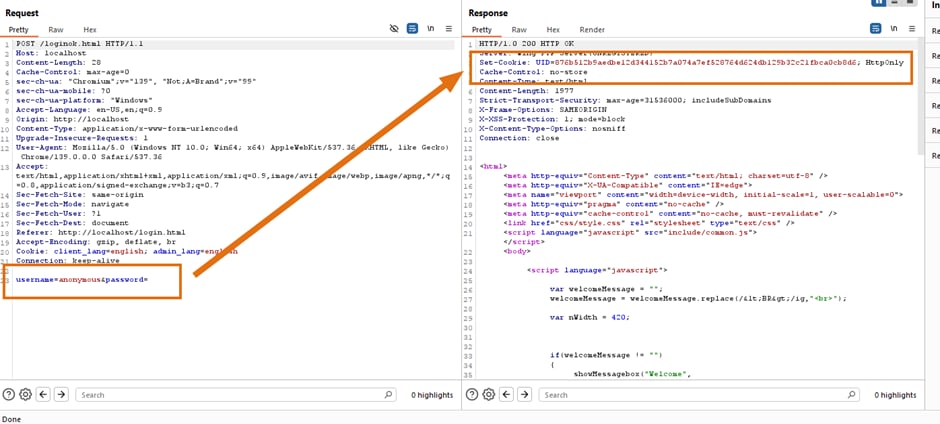 Request
Pretty
Raw
Hex
\n
1 POST /loginok.html HTTP/1.1
2 Host: localhost
3 Content-Length: 28
4 Cache-Control: max-age=0
5 sec-ch-ua: "Chromium";v="139", "Not;A=Brand";v="99"
6 sec-ch-ua-mobile: ?0
7 sec-ch-ua-platform: "Windows"
8 Accept-Language: en-US,en;q=0.9
9 Origin: http://localhost
10 Content-Type: application/x-www-form-urlencoded
11 Upgrade-Insecure-Requests: 1
12 User-Agent: Mozilla/5.0 (Windows NT 10.0; Win64; x64) AppleWebKit/537.36 (KHTML, like Gecko)
Chrome/139.0.0.0 Safari/537.36
13 Accept:
text/html,application/xhtml+xml,application/xml;q=0.9,image/avif,image/webp,image/apng,*/*;q
=0.8,application/signed-exchange;v=b3;q=0.7
14 Sec-Fetch-Site: same-origin
15 Sec-Fetch-Mode: navigate
16 Sec-Fetch-User: ?1
17 Sec-Fetch-Dest: document
18 Referer: http://localhost/login.html
19 Accept-Encoding: gzip, deflate, br
20 Cookie: client_lang=english; admin_lang=english
21 Connection: keep-alive
22
23 username=anonymous&password=
Search
0 highlights
Done
Response
Pretty
Raw
Hex
Render
\n
1 HTTP/1.0 200 HTTP OK
Server: Wing FTP Server(UNREGISTERED)
Set-Cookie: UID= HttpOnly
Cache-Control: no-store
Content-Type: text/html
6 Content-Length: 1977
7 Strict-Transport-Security: max-age=31536000; includeSubDomains
8 X-Frame-Options: SAMEORIGIN
9 X-XSS-Protection: 1; mode=block
10 X-Content-Type-Options: nosniff
11 Connection: close
12
13
14 <html>
15 <meta http-equiv="Content-Type" content="text/html; charset=utf-8" />
16 <meta http-equiv="X-UA-Compatible" content="IE=edge">
17 <meta name="viewport" content="width=device-width, initial-scale=1, user-scalable=0">
18 <meta http-equiv="pragma" content="no-cache" />
19 <meta http-equiv="cache-control" content="no-cache, must-revalidate" />
20 <link href="css/style.css" rel="stylesheet" type="text/css" />
21 <script language="javascript" src="include/common.js">
</script>
22 <body>
23
24 <script language="javascript">
25
26 var welcomeMessage = "";
27 welcomeMessage = welcomeMessage.replace(/&lt;BR&gt;/ig,"<br>");
28
29 var nWidth = 420;
30
31
32
33 if(welcomeMessage != "")
34 {
35 showMessagebox("Welcome",
Search
0 highlights
In
Re
Re
Re
Re
Re